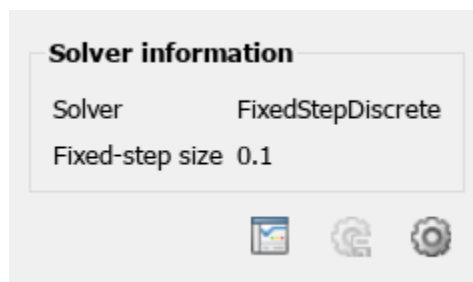 Solver information
Solver FixedStepDiscrete
Fixed-step size 0.1